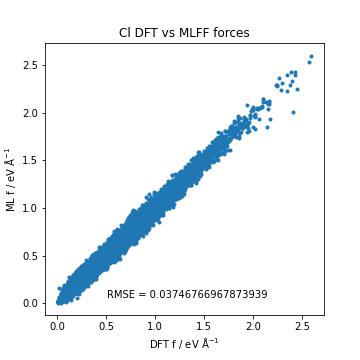 Cl DFT vs MLFF forces
ML f / eV Å⁻¹
2.5
2.0
1.5
1.0
0.5
0.0
RMSE = 0.03746766967873939
0.0 0.5 1.0 1.5 2.0 2.5
DFT f / eV Å⁻¹